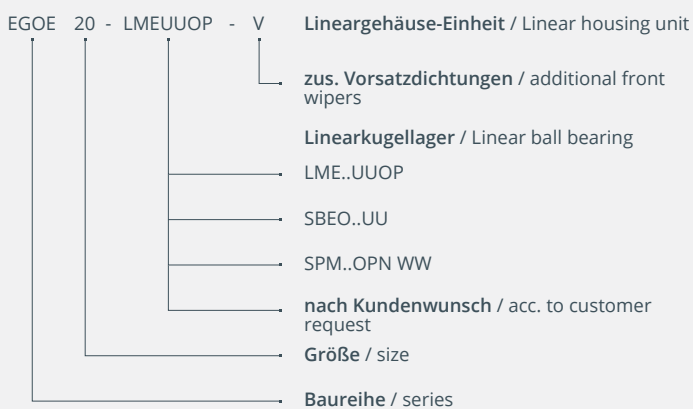 EGOE 20 - LMEUUOP - V Lineargehäuse-Einheit / Linear housing unit
zus. Vorsatzdichtungen / additional front
wipers
Linearkugellager / Linear ball bearing
LME..UUOP
SBEO..UU
SPM..OPN WW
nach Kundenwunsch / acc. to customer
request
Größe / size
Baureihe / series